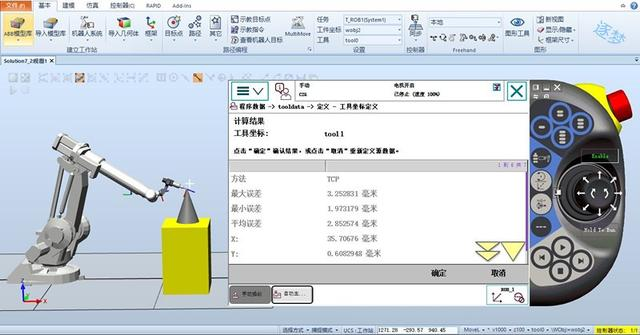 文件(F) 基本 建模 仿真 控制器(C) RAPID Add-Ins
ABB模型库 导入模型库 机器人系统 导入几何体 框架
建立工作站
目标点 路径 其它
示教目标点
示教指令
查看机器人目标
路径编程
MultiMove
任务 T_ROB1(System1)
工件坐标 wobj2
工具 tool0
设置
同步
控制器
本地
Freehand
图形工具
新视图
显示/隐藏
框架尺寸
图形
逐梦
Solution7_2:视图1
手动
CZS
电机开启
已停止 (速度 100%)
程序数据 -> tooldata -> 定义 - 工具坐标定义
计算结果
工具坐标: tool1
点击“确定”确认结果，或点击“取消”重新定义源数据。
1 到 6 共 7
方法 TCP
最大误差 3.252831 毫米
最小误差 1.973179 毫米
平均误差 2.852574 毫米
X: 35.70676 毫米
Y: 0.6082948 毫米
确定 取消
手动操纵
ROB_1
Enable
Hold To Run
选择方式 捕捉模式 UCS:工作站 1271.28 -293.57 940.45 MoveL * v1000 z100 tool0 \WObj:=wobj2 控制器状态: 1/1